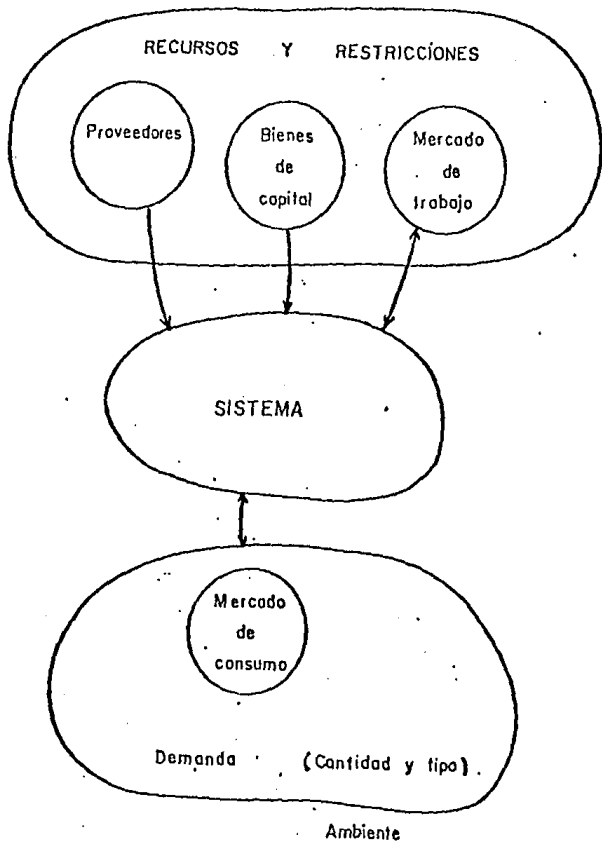 RECURSOS Y RESTRICCIONES
Proveedores
Bienes
de
capital
Mercado
de
trabajo
SISTEMA
Mercado
de
consumo
Demanda (Cantidad y tipo).
Ambiente